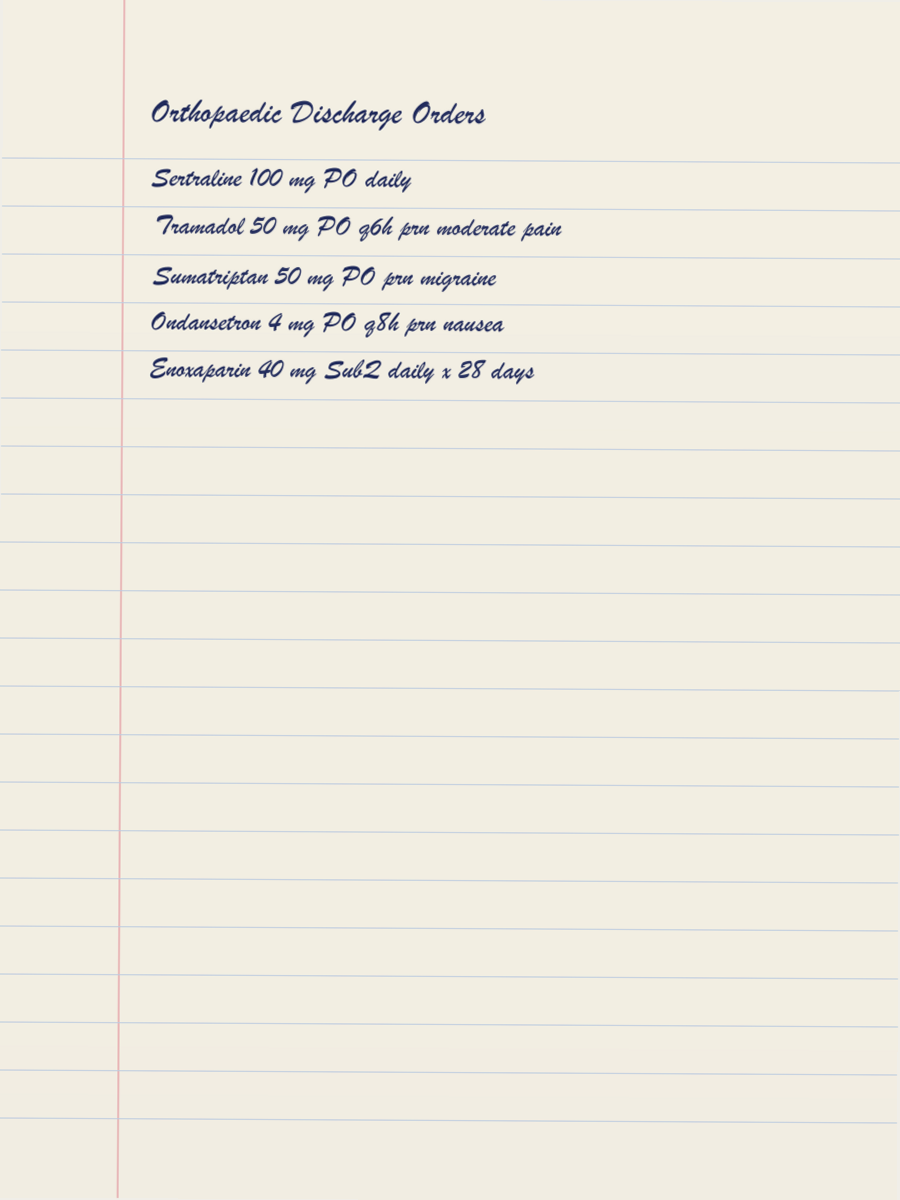 Orthopaedic Discharge Orders
Sertraline 100 mg PO daily
Tramadol 50 mg PO q6h prn moderate pain
Sumatriptan 50 mg PO prn migraine
Ondansetron 4 mg PO q8h prn nausea
Enoxaparin 40 mg SubQ daily x 28 days